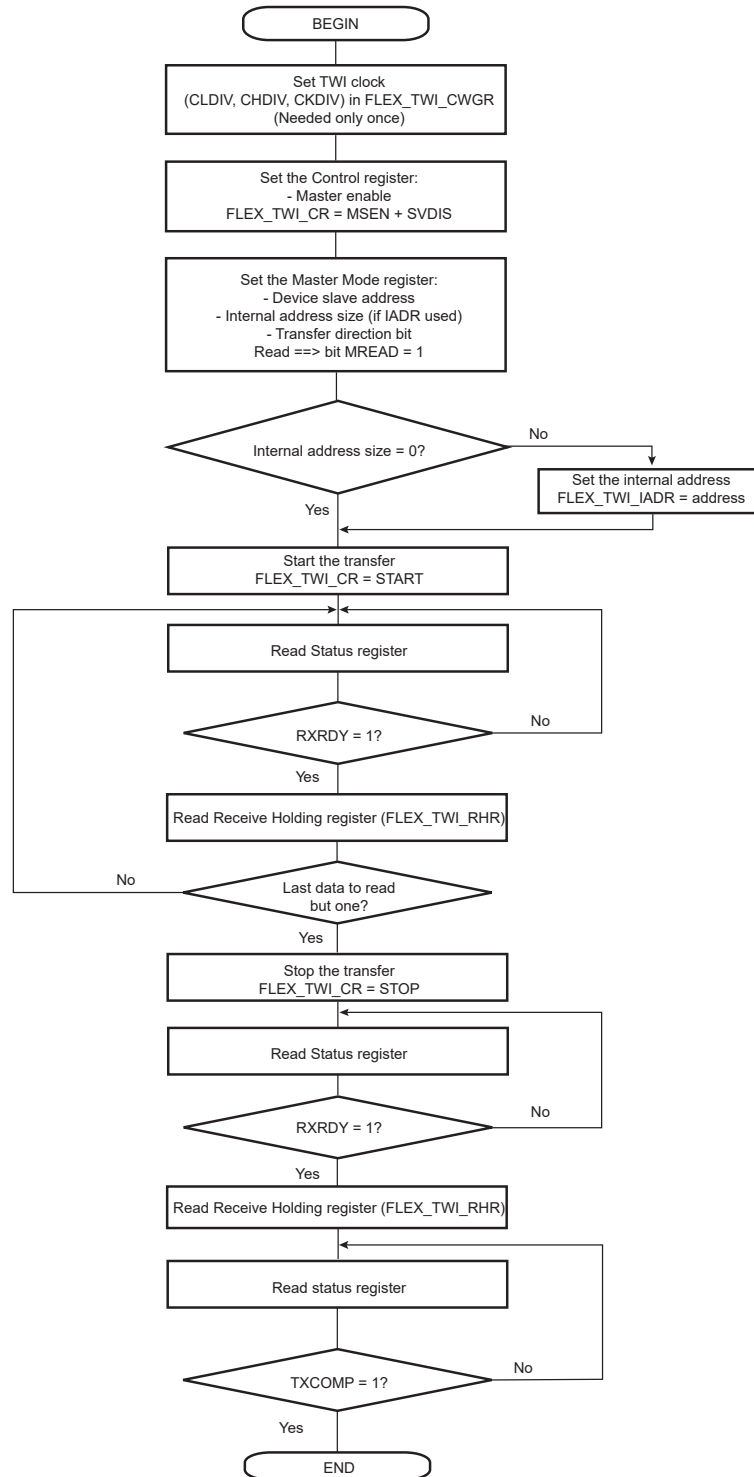 BEGIN
Set TWI clock
(CLDIV, CHDIV, CKDIV) in FLEX_TWI_CWGR
(Needed only once)
Set the Control register:
- Master enable
FLEX_TWI_CR = MSEN + SVDIS
Set the Master Mode register:
- Device slave address
- Internal address size (if IADR used)
- Transfer direction bit
Read ==> bit MREAD = 1
Internal address size = 0?
No
Set the internal address
FLEX_TWI_IADR = address
Yes
Start the transfer
FLEX_TWI_CR = START
Read Status register
RXRDY = 1?
No
Yes
Read Receive Holding register (FLEX_TWI_RHR)
No
Last data to read
but one?
Yes
Stop the transfer
FLEX_TWI_CR = STOP
Read Status register
RXRDY = 1?
No
Yes
Read Receive Holding register (FLEX_TWI_RHR)
Read status register
TXCOMP = 1?
No
Yes
END